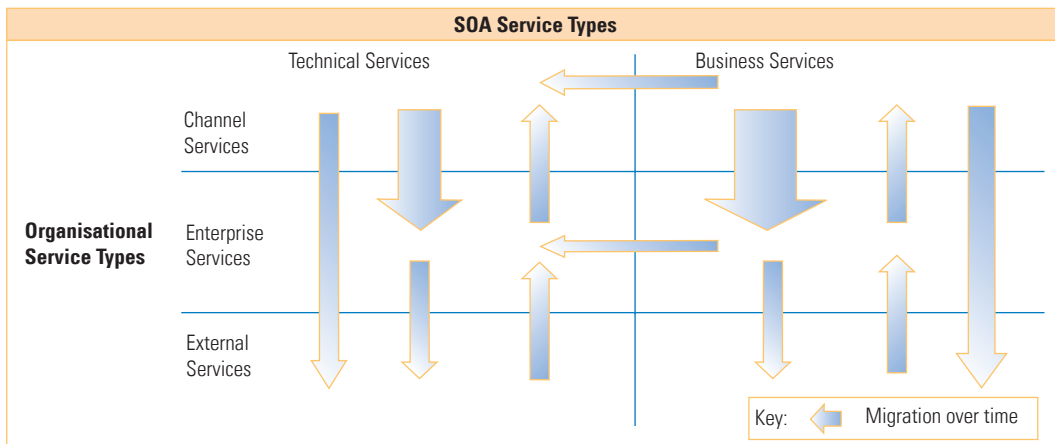 SOA Service Types
Technical Services
Business Services
Channel
Services
Organisational
Service Types
Enterprise
Services
External
Services
Key:
Migration over time